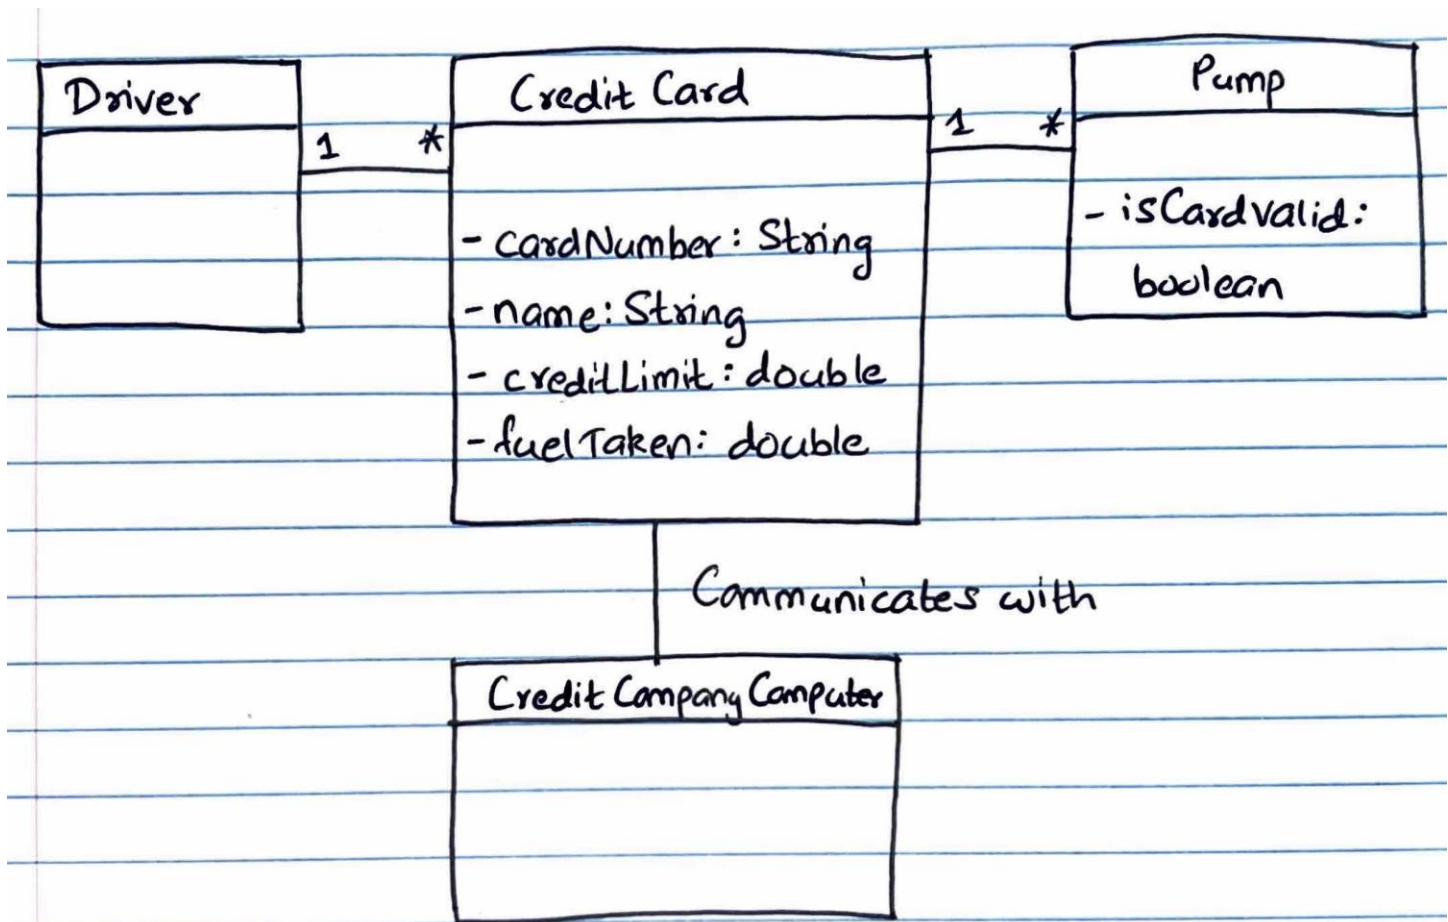 Driver
1 *
Credit Card
- cardNumber: String
- name: String
- creditLimit: double
- fuelTaken: double
1 *
Pump
- isCardValid:
boolean
Communicates with
Credit Company Computer